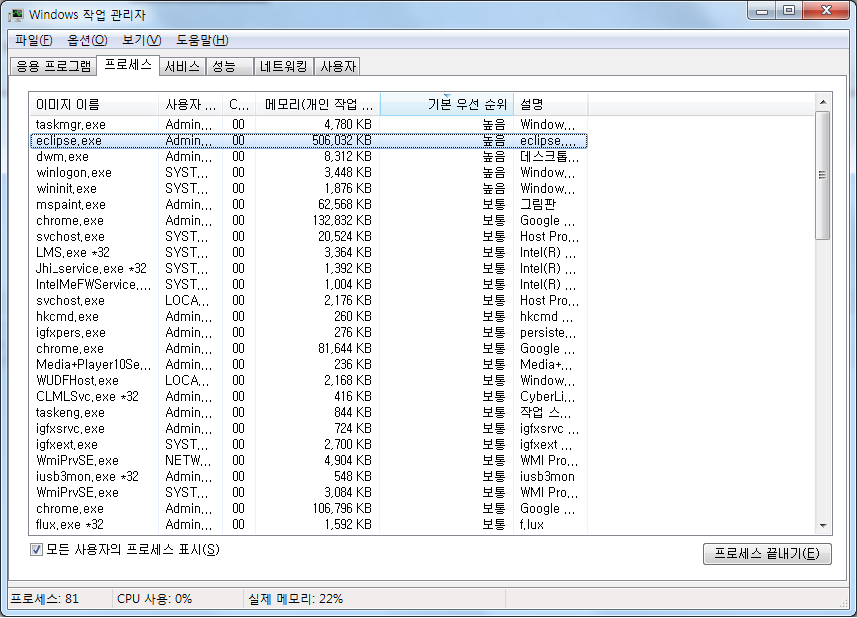 Windows 작업 관리자
파일(F) 옵션(O) 보기(V) 도움말(H)
응용 프로그램 프로세스 서비스 성능 네트워킹 사용자
이미지 이름 사용자 ... C... 메모리(개인 작업 ... 기본 우선 순위 설명
taskmgr.exe Admin... 00 4,780 KB 높음 Window...
eclipse.exe Admin... 00 506,032 KB 높음 eclipse....
dwm.exe Admin... 00 8,312 KB 높음 데스크톱...
winlogon.exe SYST... 00 3,448 KB 높음 Window...
wininit.exe SYST... 00 1,876 KB 높음 Window...
mspaint.exe Admin... 00 62,568 KB 보통 그림판
chrome.exe Admin... 00 132,832 KB 보통 Google ...
svchost.exe SYST... 00 20,524 KB 보통 Host Pro...
LMS.exe *32 SYST... 00 3,364 KB 보통 Intel(R) ...
Jhi_service.exe *32 SYST... 00 1,392 KB 보통 Intel(R) ...
IntelMeFWService.... SYST... 00 1,004 KB 보통 Intel(R) ...
svchost.exe LOCA... 00 2,176 KB 보통 Host Pro...
hkcmd.exe Admin... 00 260 KB 보통 hkcmd ...
igfxpers.exe Admin... 00 276 KB 보통 persiste...
chrome.exe Admin... 00 81,644 KB 보통 Google ...
Media+Player10Se... Admin... 00 236 KB 보통 Media+...
WUDFHost.exe LOCA... 00 2,168 KB 보통 Window...
CLMLSvc.exe *32 Admin... 00 416 KB 보통 CyberLi...
taskeng.exe Admin... 00 844 KB 보통 작업 스...
igfxsrvc.exe Admin... 00 724 KB 보통 igfxsrvc ...
igfxext.exe SYST... 00 2,700 KB 보통 igfxext ...
WmiPrvSE.exe NETW... 00 4,904 KB 보통 WMI Pro...
iusb3mon.exe *32 Admin... 00 548 KB 보통 iusb3mon
WmiPrvSE.exe SYST... 00 3,084 KB 보통 WMI Pro...
chrome.exe Admin... 00 106,796 KB 보통 Google ...
flux.exe *32 Admin... 00 1,592 KB 보통 f.lux
모든 사용자의 프로세스 표시(S) 프로세스 끝내기(E)
프로세스: 81 CPU 사용: 0% 실제 메모리: 22%